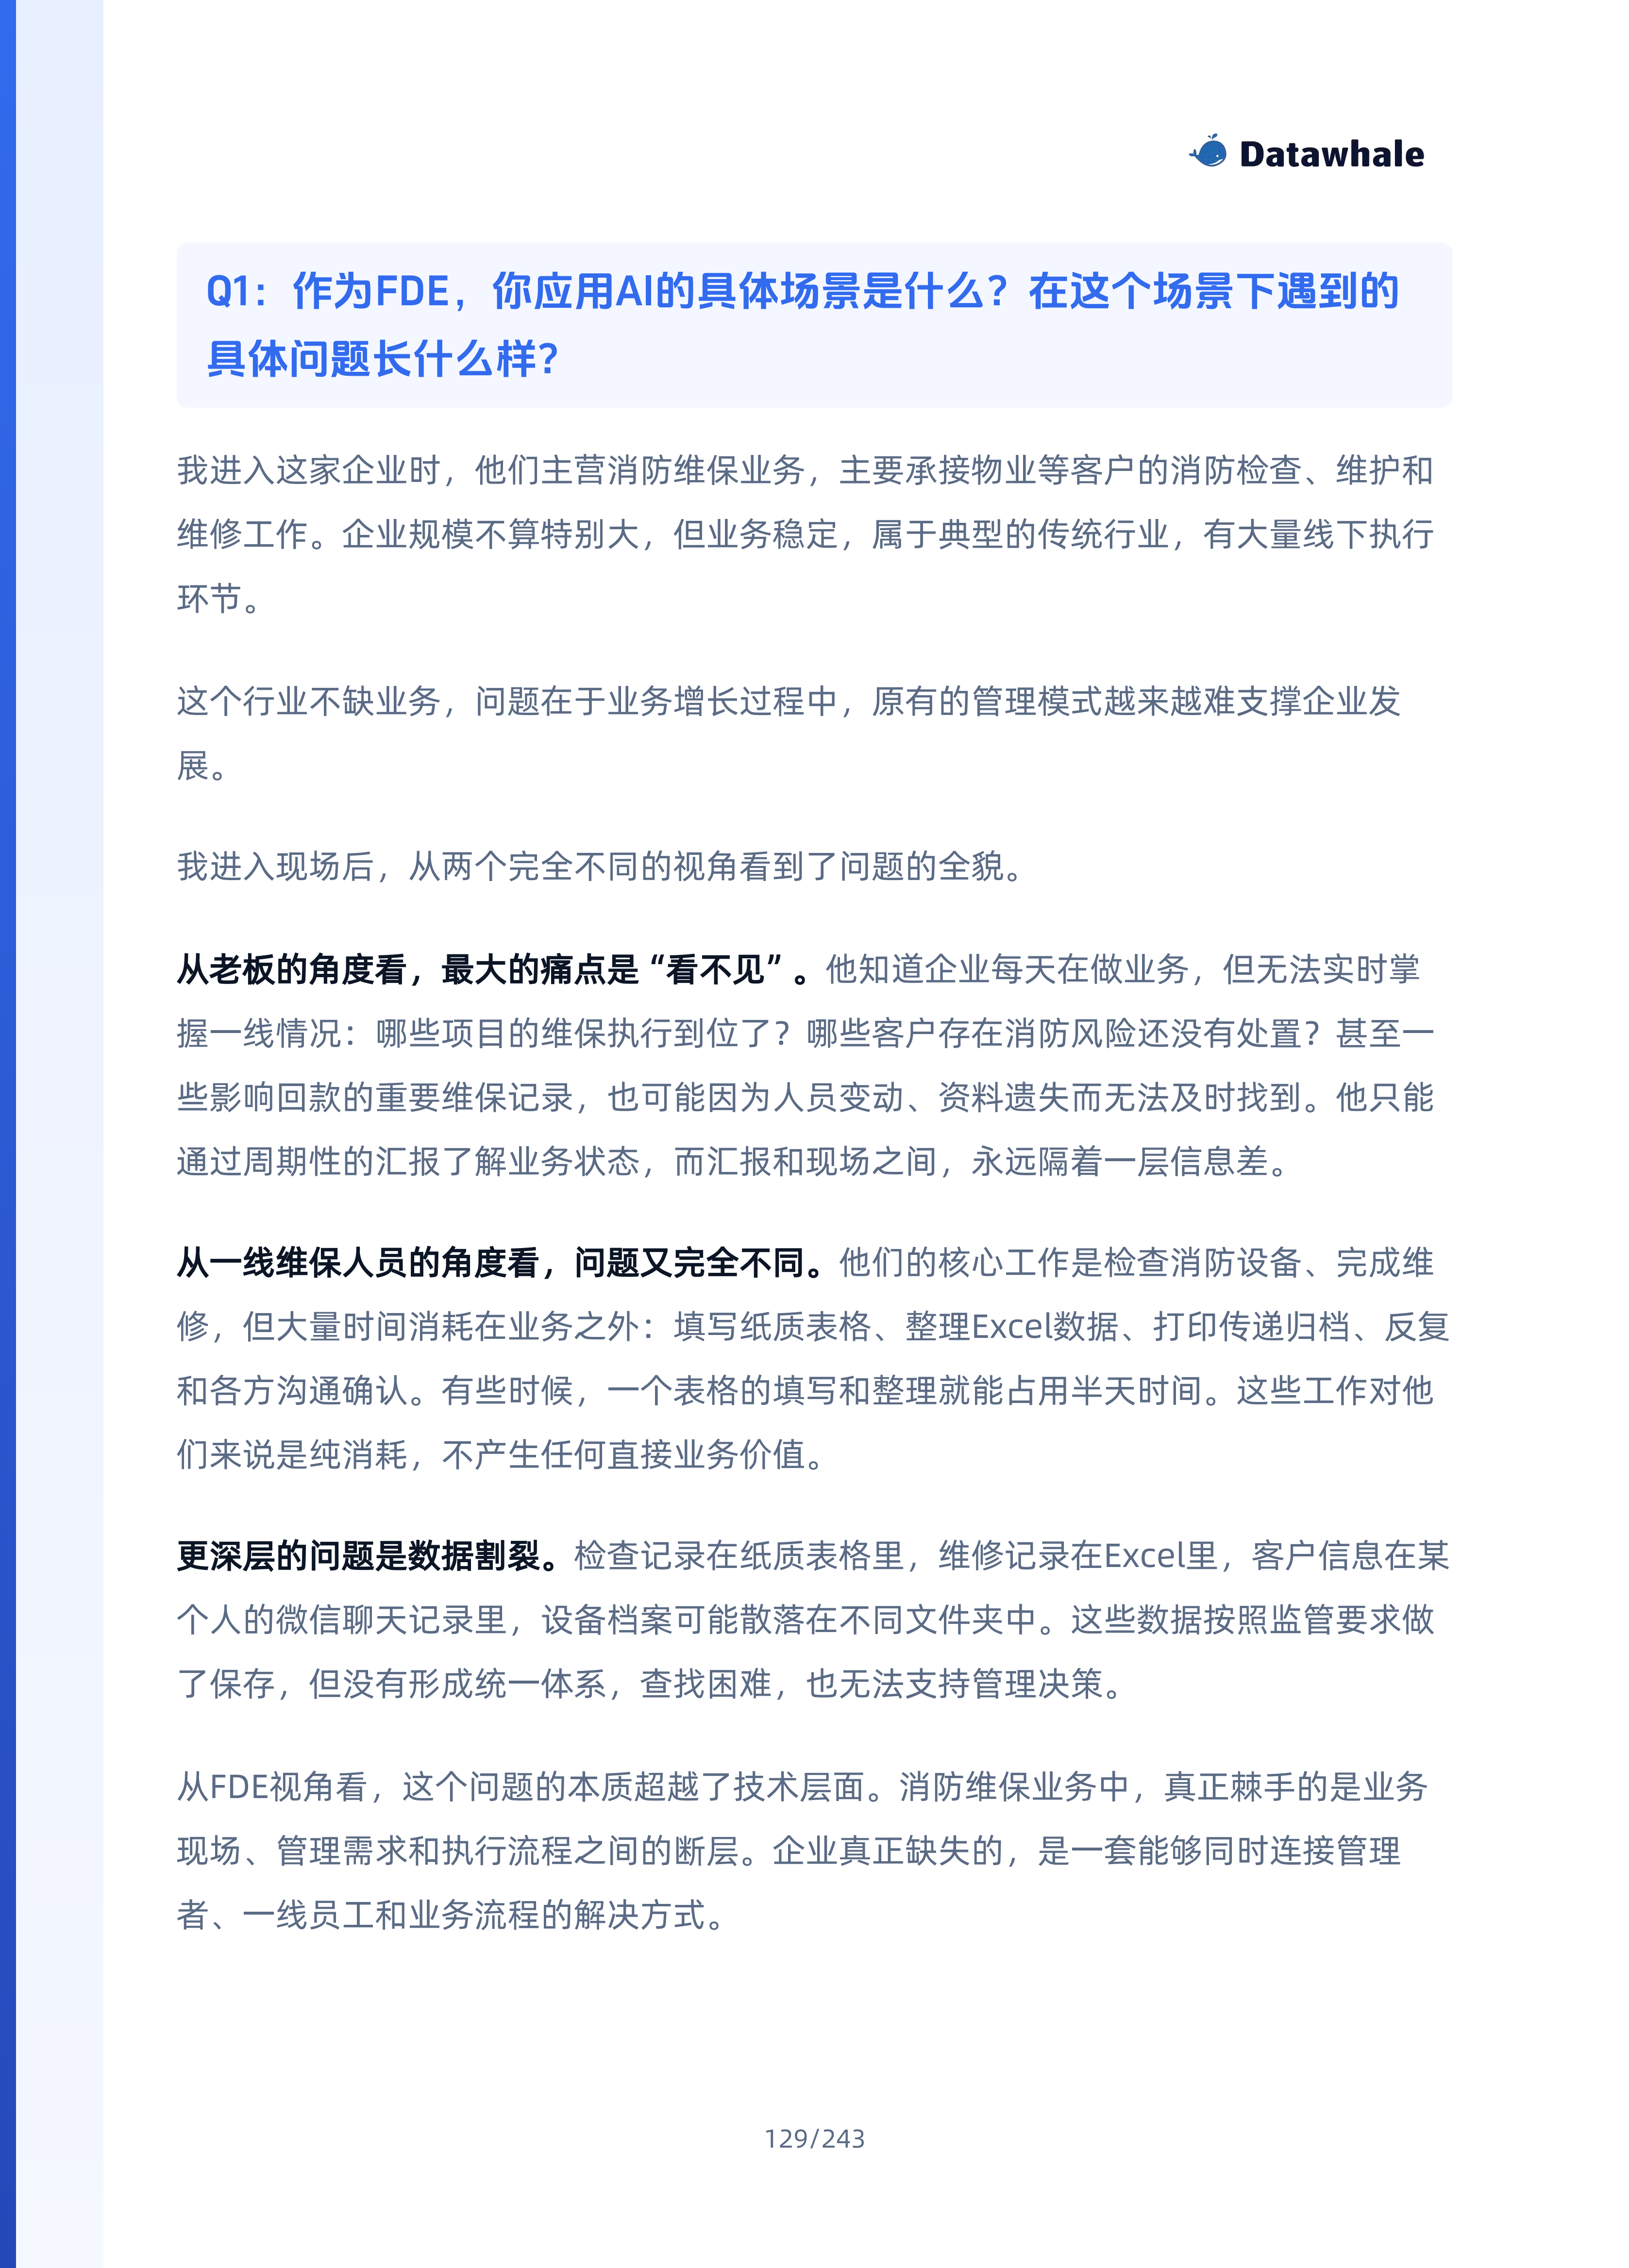 Datawhale
Q1：作为FDE，你应用AI的具体场景是什么？在这个场景下遇到的
具体问题长什么样？
我进入这家企业时，他们主营消防维保业务，主要承接物业等客户的消防检查、维护和
维修工作。企业规模不算特别大，但业务稳定，属于典型的传统行业，有大量线下执行
环节。
这个行业不缺业务，问题在于业务增长过程中，原有的管理模式越来越难支撑企业发
展。
我进入现场后，从两个完全不同的视角看到了问题的全貌。
从老板的角度看，最大的痛点是“看不见”。他知道企业每天在做业务，但无法实时掌
握一线情况：哪些项目的维保执行到位了？哪些客户存在消防风险还没有处置？甚至一
些影响回款的重要维保记录，也可能因为人员变动、资料遗失而无法及时找到。他只能
通过周期性的汇报了解业务状态，而汇报和现场之间，永远隔着一层信息差。
从一线维保人员的角度看，问题又完全不同。他们的核心工作是检查消防设备、完成维
修，但大量时间消耗在业务之外：填写纸质表格、整理Excel数据、打印传递归档、反复
和各方沟通确认。有些时候，一个表格的填写和整理就能占用半天时间。这些工作对他
们来说是纯消耗，不产生任何直接业务价值。
更深层的问题是数据割裂。检查记录在纸质表格里，维修记录在Excel里，客户信息在某
个人的微信聊天记录里，设备档案可能散落在不同文件夹中。这些数据按照监管要求做
了保存，但没有形成统一体系，查找困难，也无法支持管理决策。
从FDE视角看，这个问题的本质超越了技术层面。消防维保业务中，真正棘手的是业务
现场、管理需求和执行流程之间的断层。企业真正缺失的，是一套能够同时连接管理
者、一线员工和业务流程的解决方式。
129/243